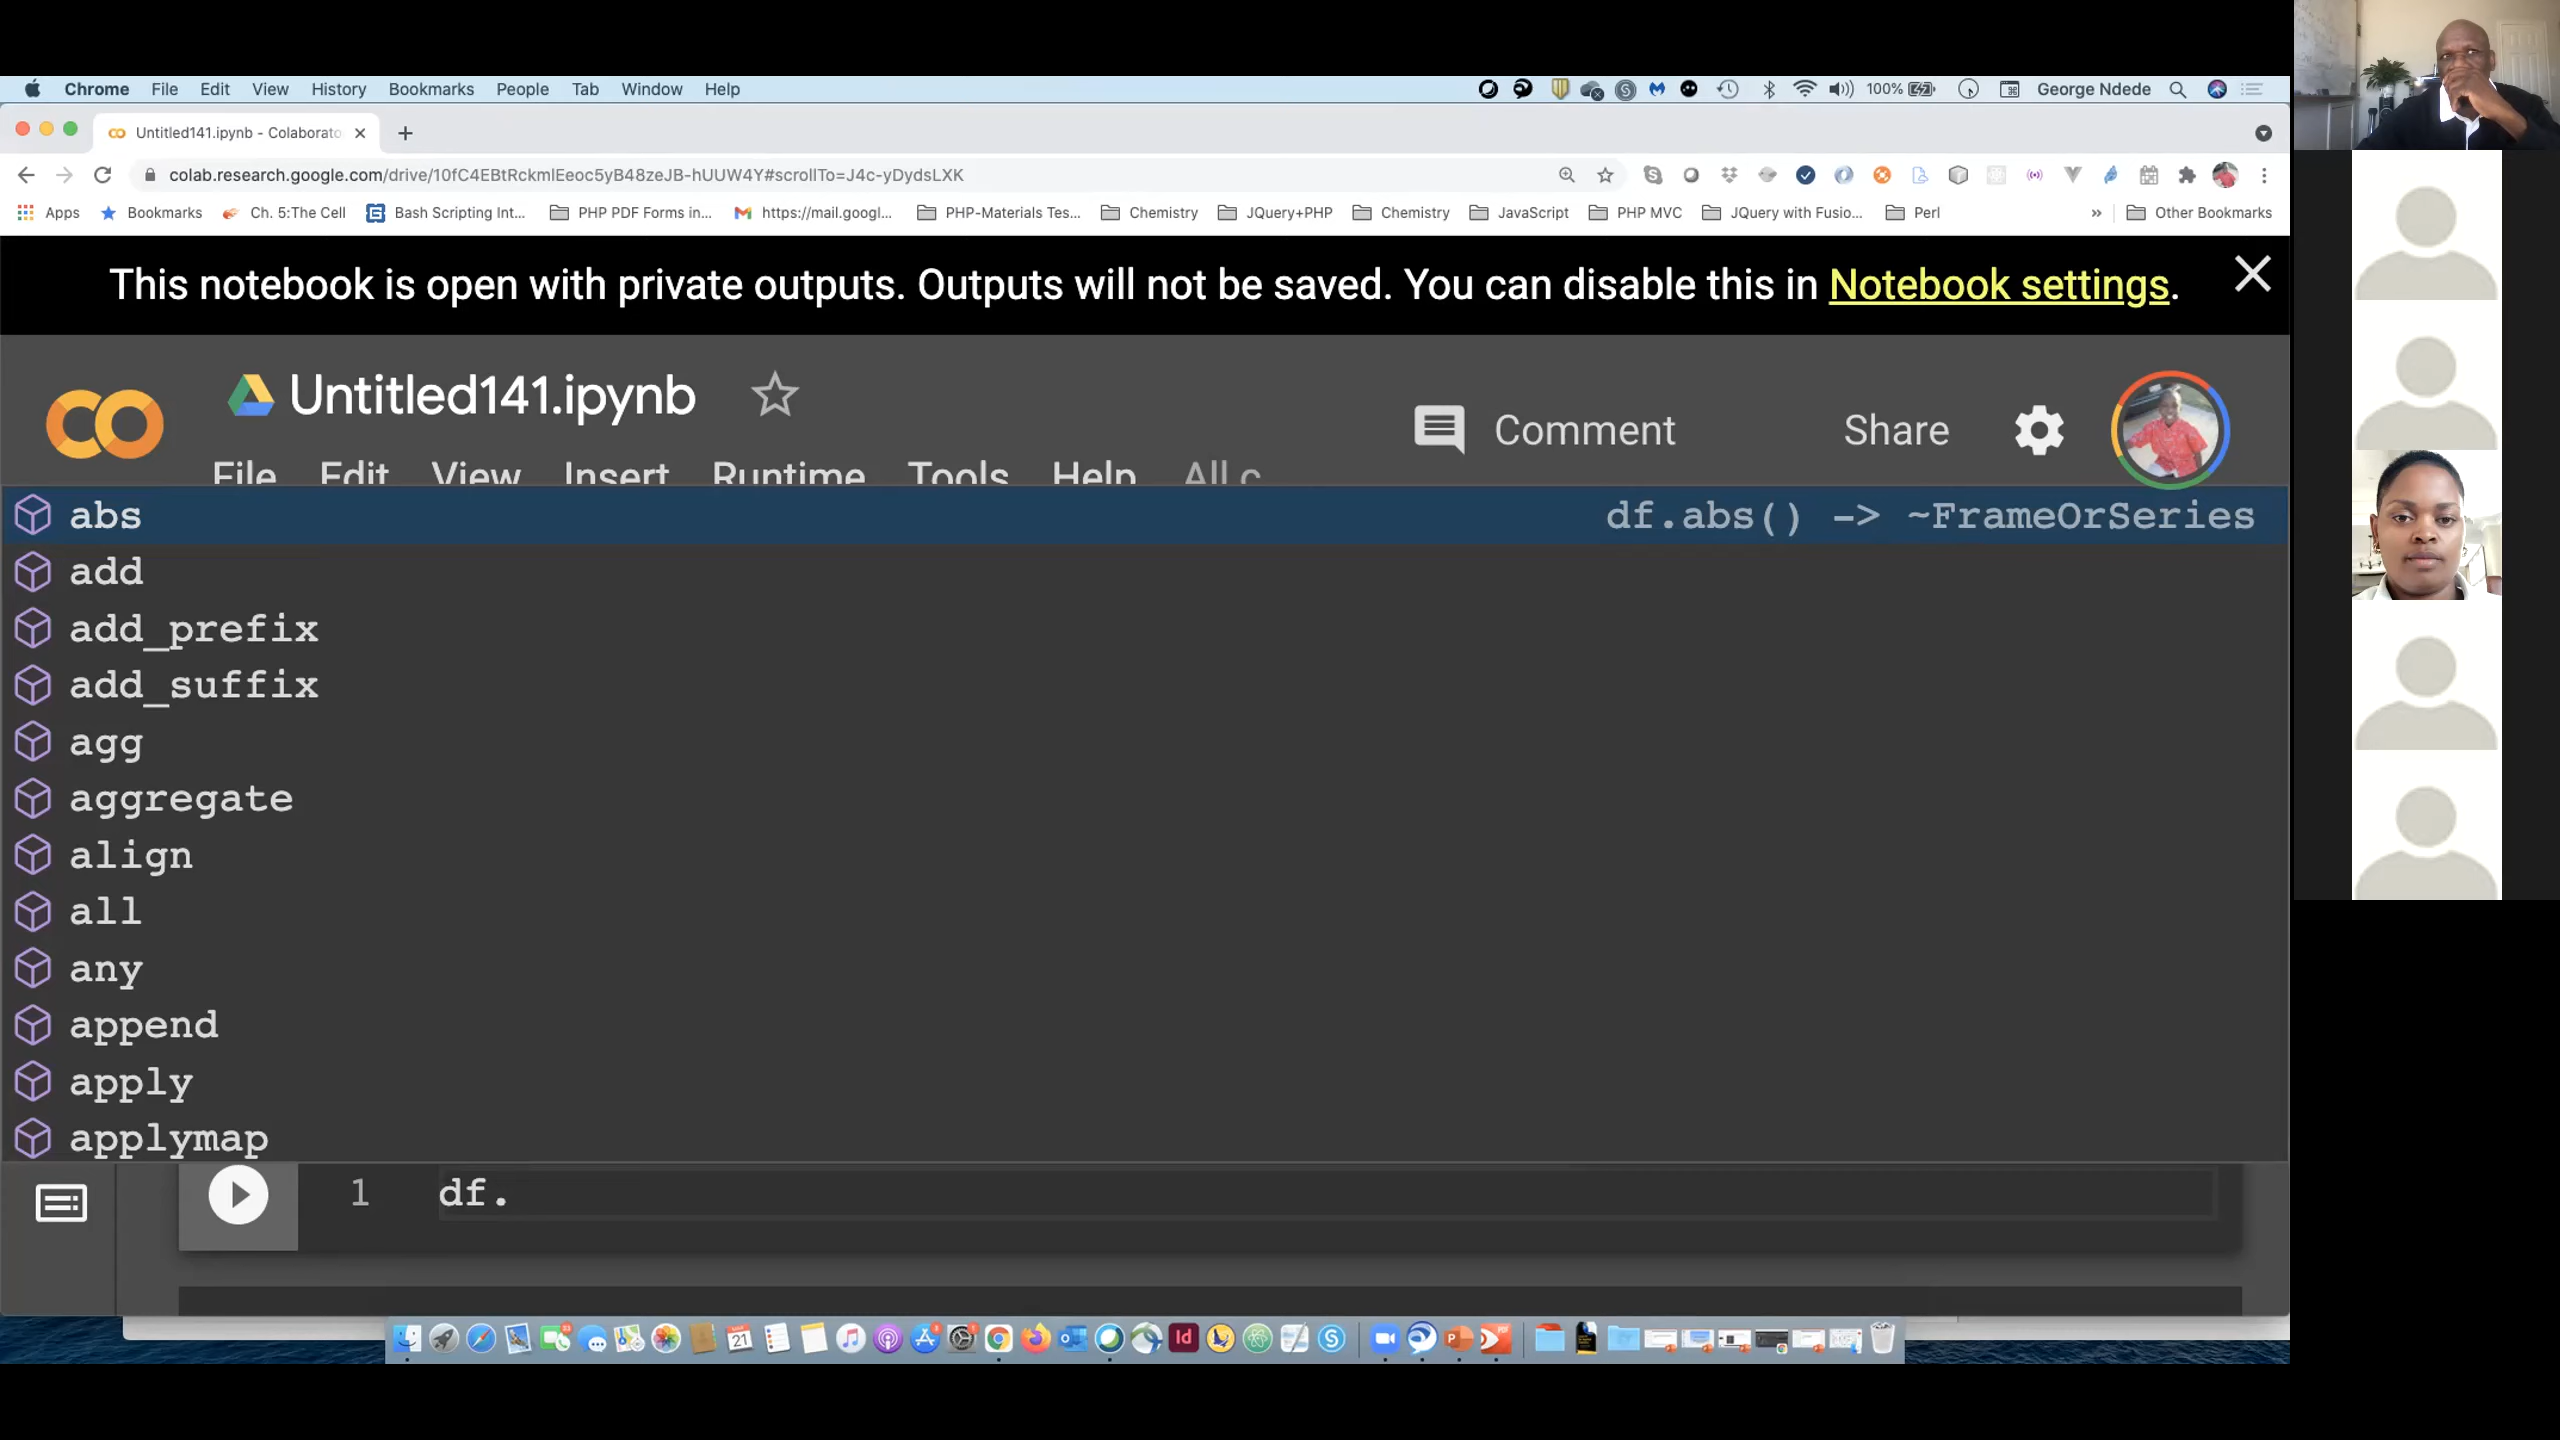 Chrome File Edit View History Bookmarks People Tab Window Help 100% George Ndede
Untitled141.ipynb - Colaborato
colab.research.google.com/drive/10fC4EBtRckmlEeoc5yB48zeJB-hUUW4Y#scrollTo=J4c-yDydsLXK
Apps Bookmarks Ch. 5:The Cell Bash Scripting Int... PHP PDF Forms in... https://mail.googl... PHP-Materials Tes... Chemistry JQuery+PHP Chemistry JavaScript PHP MVC JQuery with Fusio... Perl » Other Bookmarks
This notebook is open with private outputs. Outputs will not be saved. You can disable this in Notebook settings.
Untitled141.ipynb
Comment Share
File Edit View Insert Runtime Tools Help All c
abs df.abs() -> ~FrameOrSeries
add
add_prefix
add_suffix
agg
aggregate
align
all
any
append
apply
applymap
1 df.
21 Id